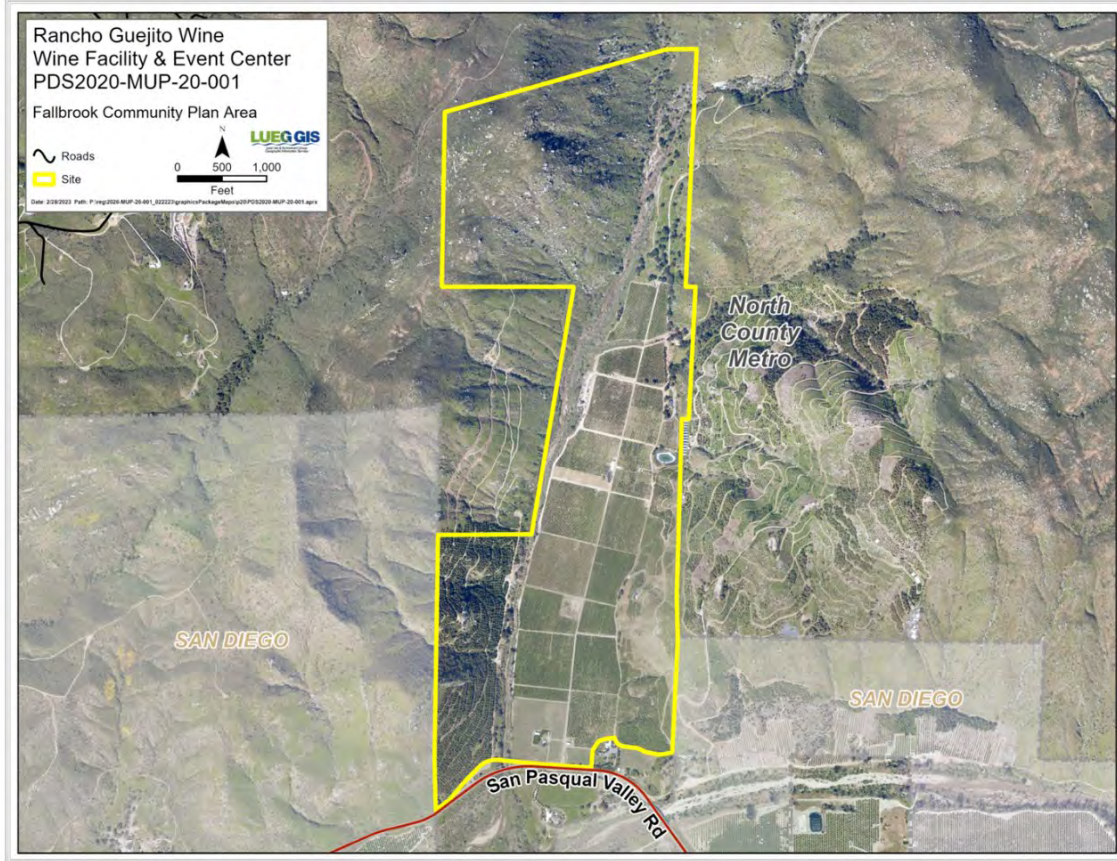 Rancho Guejito Wine
Wine Facility & Event Center
PDS2020-MUP-20-001
Fallbrook Community Plan Area
N
LUEG GIS
Roads
Site
0 500 1,000
Feet
North
County
Metro
SAN DIEGO
SAN DIEGO
San Pasqual Valley Rd